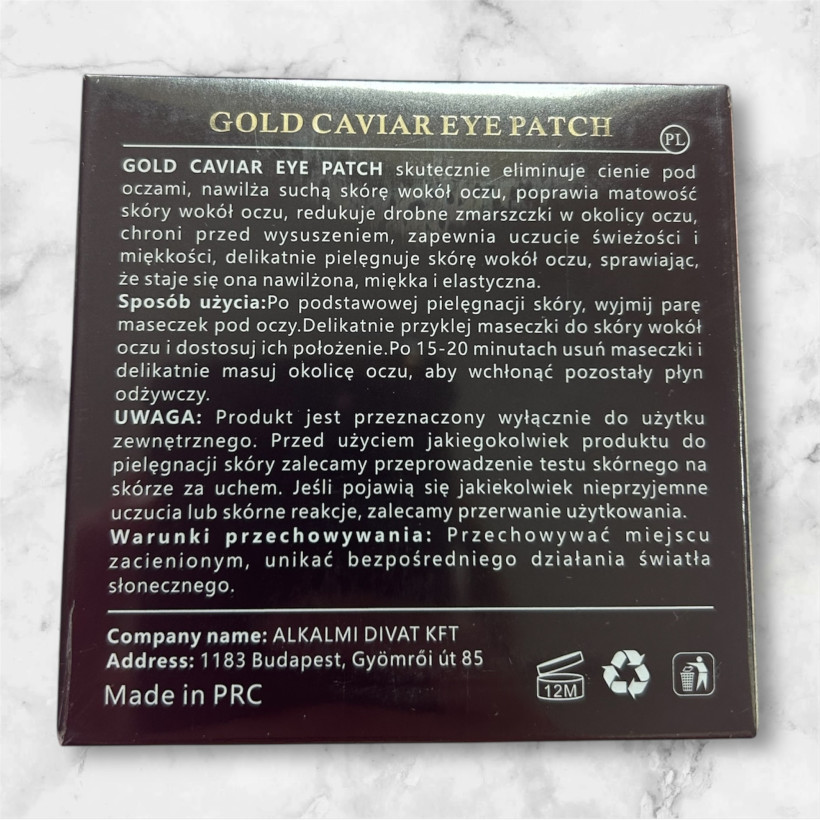 GOLD CAVIAR EYE PATCH
PL
GOLD CAVIAR EYE PATCH skutecznie eliminuje cienie pod
oczami, nawilża suchą skórę wokół oczu, poprawia matowość
skóry wokół oczu, redukuje drobne zmarszczki w okolicy oczu,
chroni przed wysuszeniem, zapewnia uczucie świeżości i
miękkości, delikatnie pielęgnuje skórę wokół oczu, sprawiając,
że staje się ona nawilżona, miękka i elastyczna.
Sposób użycia:Po podstawowej pielęgnacji skóry, wyjmij parę
maseczek pod oczy.Delikatnie przyklej maseczki do skóry wokół
oczu i dostosuj ich położenie.Po 15-20 minutach usuń maseczki i
delikatnie masuj okolicę oczu, aby wchłonąć pozostały płyn
odżywczy.
UWAGA: Produkt jest przeznaczony wyłącznie do użytku
zewnętrznego. Przed użyciem jakiegokolwiek produktu do
pielęgnacji skóry zalecamy przeprowadzenie testu skórnego na
skórze za uchem. Jeśli pojawią się jakiekolwiek nieprzyjemne
uczucia lub skórne reakcje, zalecamy przerwanie użytkowania.
Warunki przechowywania: Przechowywać miejscu
zacienionym, unikać bezpośredniego działania światła
słonecznego.
Company name: ALKALMI DIVAT KFT
Address: 1183 Budapest, Gyömrői út 85
Made in PRC
12M